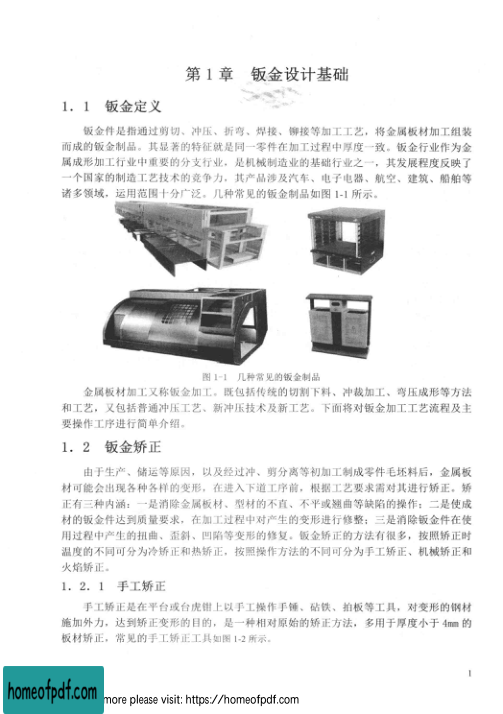 第 1 章 钣金设计基础
1．1 钣金定义
钣金件是指通过剪切、冲压、折弯、焊接、铆接等加工工艺，将金属板材加工组装
而成的钣金制品。其显著的特征就是同一零件在加工过程中厚度一致。钣金行业作为金
属成形加工行业中重要的分支行业，是机械制造业的基础行业之一，其发展程度反映了
一个国家的制造工艺技术的竞争力，其产品涉及汽车、电子电器、航空、建筑、船舶等
诸多领域，运用范围十分广泛。几种常见的钣金制品如图 1-1 所示。
图 1-1 几种常见的钣金制品
金属板材加工又称钣金加工。既包括传统的切割下料、冲裁加工、弯压成形等方法
和工艺，又包括普通冲压工艺、新冲压技术及新工艺。下面将对钣金加工工艺流程及主
要操作工序进行简单介绍。
1．2 钣金矫正
由于生产、储运等原因，以及经过冲、剪分离等初加工制成零件毛坯料后，金属板
材可能会出现各种各样的变形，在进入下道工序前，根据工艺要求需对其进行矫正。矫
正有三种内涵：一是消除金属板材、型材的不直、不平或翘曲等缺陷的操作；二是使成
材的钣金件达到质量要求，在加工过程中对产生的变形进行修整；三是消除钣金件在使
用过程中产生的扭曲、歪斜、凹陷等变形的修复。钣金矫正的方法有很多，按照矫正时
温度的不同可分为冷矫正和热矫正，按照操作方法的不同可分为手工矫正、机械矫正和
火焰矫正。
1．2．1 手工矫正
手工矫正是在平台或台虎钳上以手工操作手锤、砧铁、拍板等工具，对变形的钢材
施加外力，达到矫正变形的目的，是一种相对原始的矫正方法，多用于厚度小于 4mm 的
板材矫正，常见的手工矫正工具如图 1-2 所示。
1
homeofpdf.com
more please visit: https://homeofpdf.com